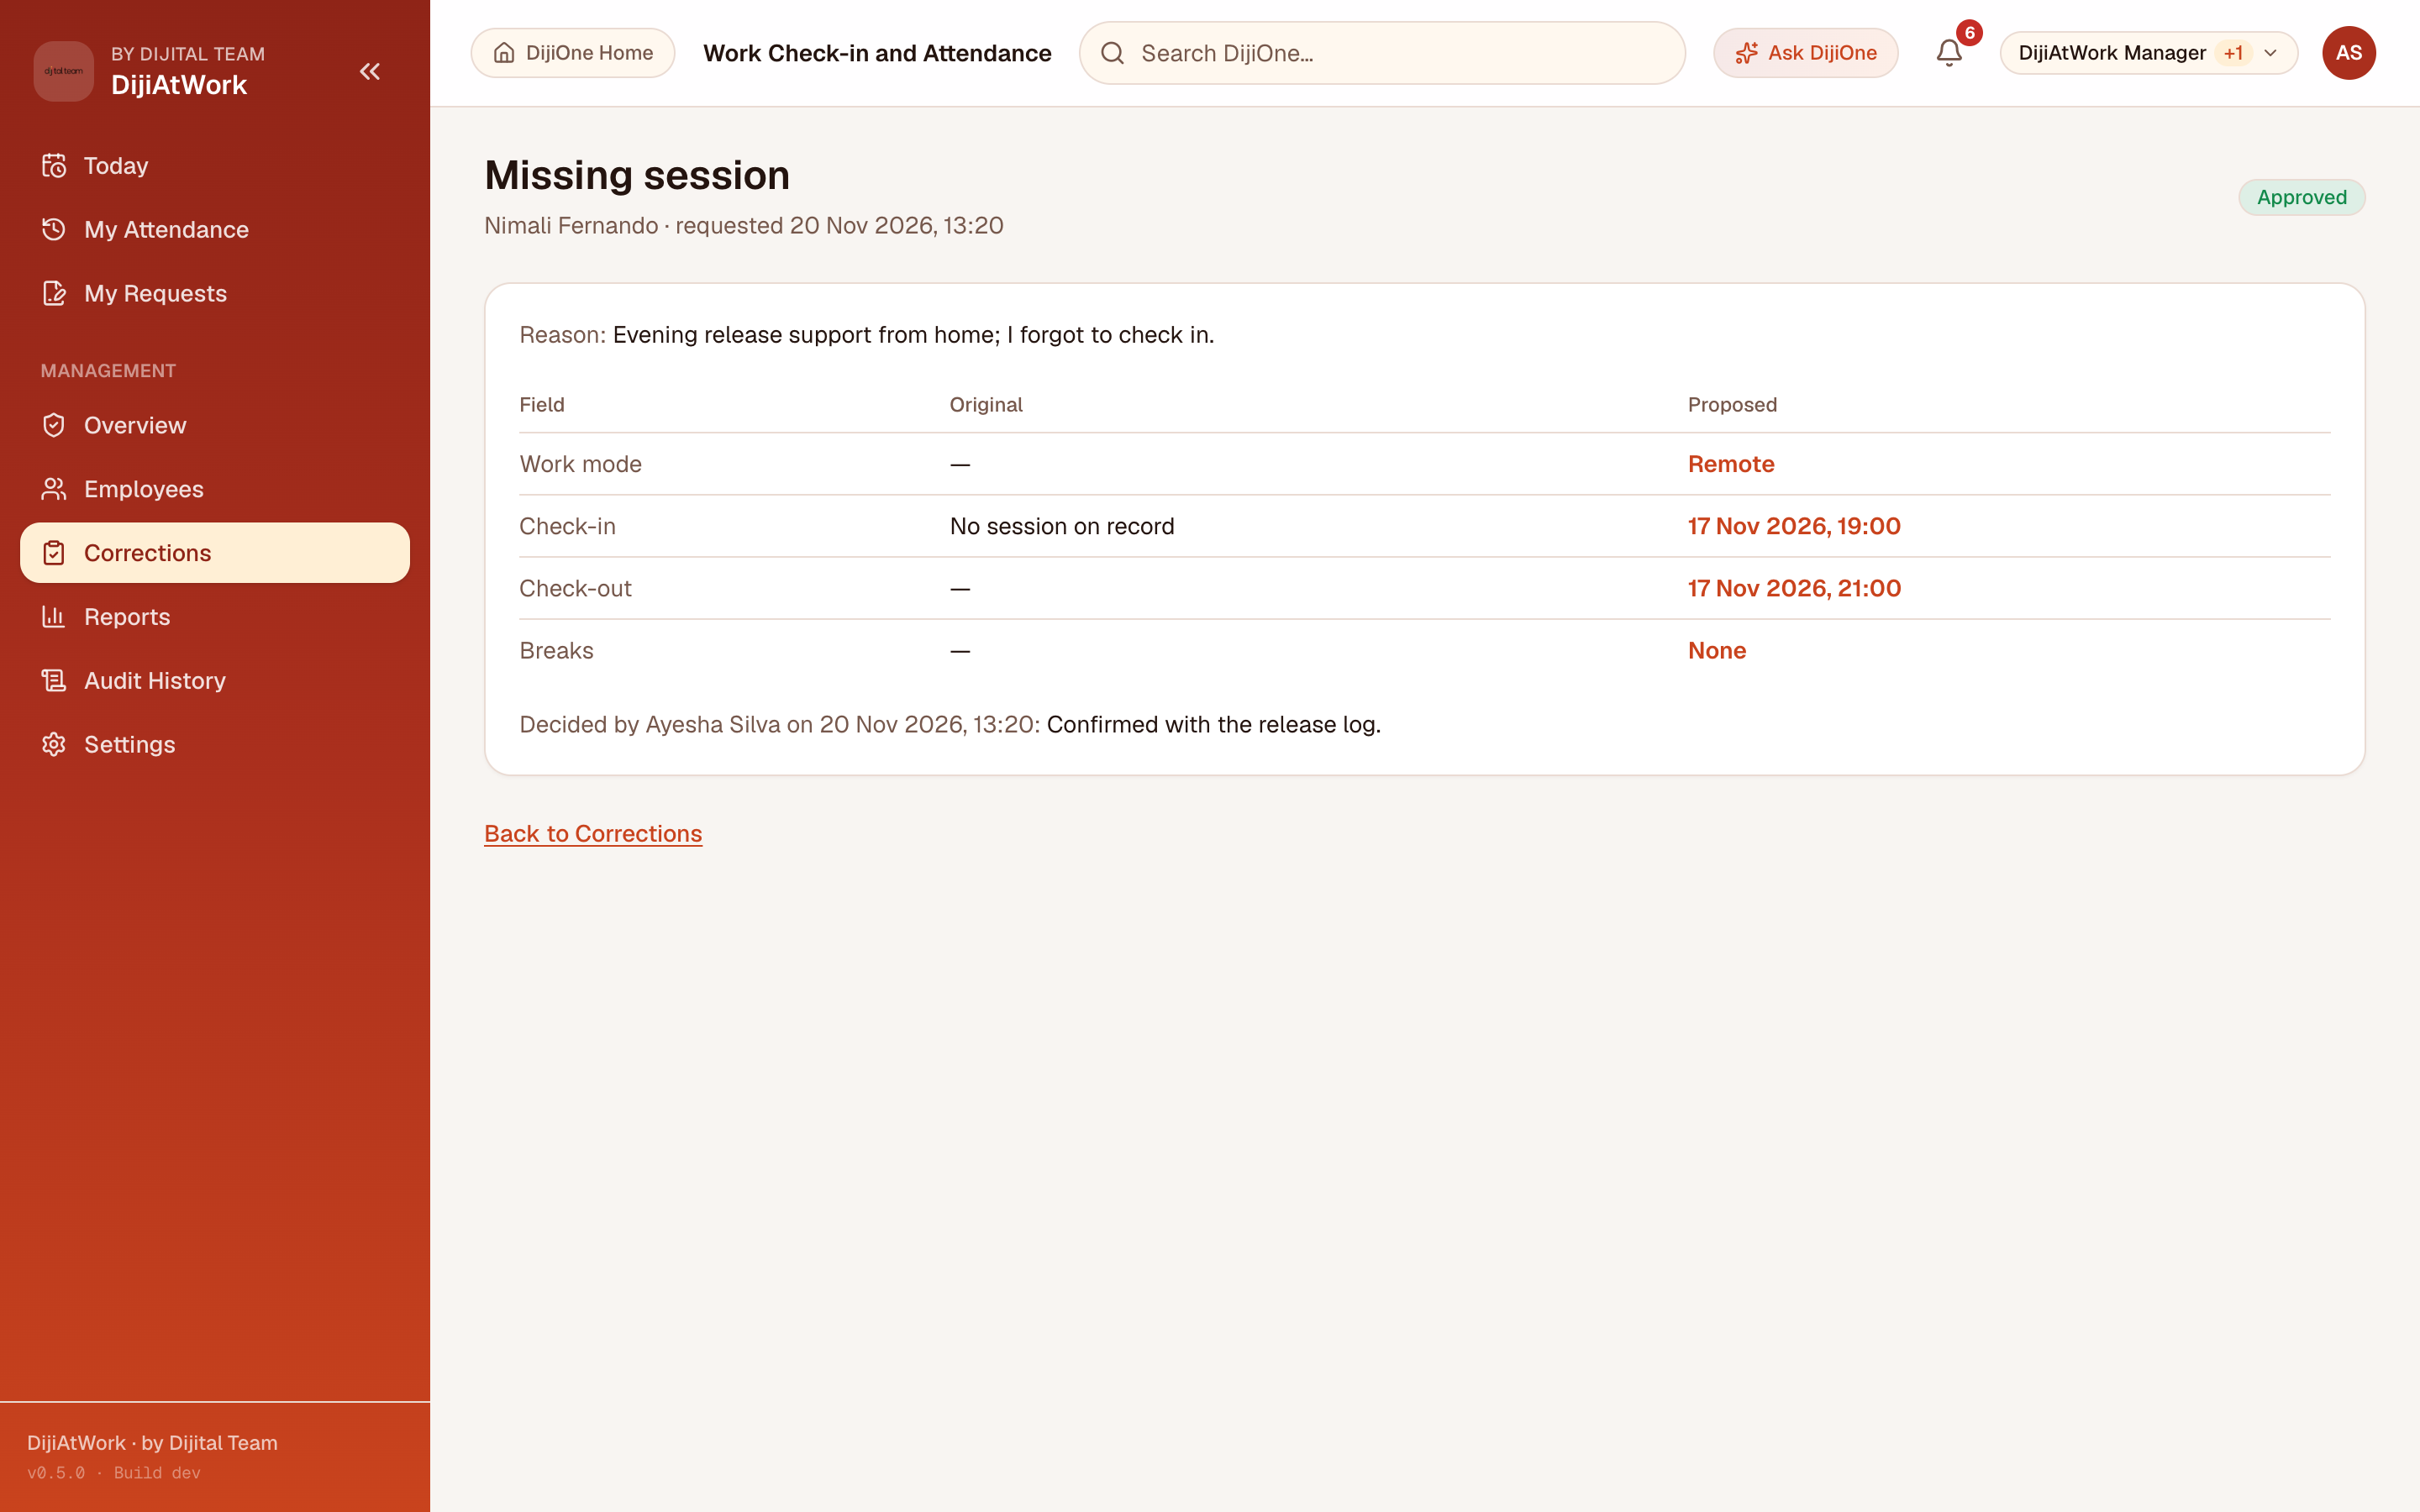 dijital team
BY DIJITAL TEAM
DijiAtWork
Today
My Attendance
My Requests
MANAGEMENT
Overview
Employees
Corrections
Reports
Audit History
Settings
DijiAtWork · by Dijital Team
v0.5.0 · Build dev
DijiOne Home
Work Check-in and Attendance
Search DijiOne...
Ask DijiOne
6
DijiAtWork Manager +1
AS
Missing session
Nimali Fernando · requested 20 Nov 2026, 13:20
Approved
Reason: Evening release support from home; I forgot to check in.
Field Original Proposed
Work mode — Remote
Check-in No session on record 17 Nov 2026, 19:00
Check-out — 17 Nov 2026, 21:00
Breaks — None
Decided by Ayesha Silva on 20 Nov 2026, 13:20: Confirmed with the release log.
Back to Corrections